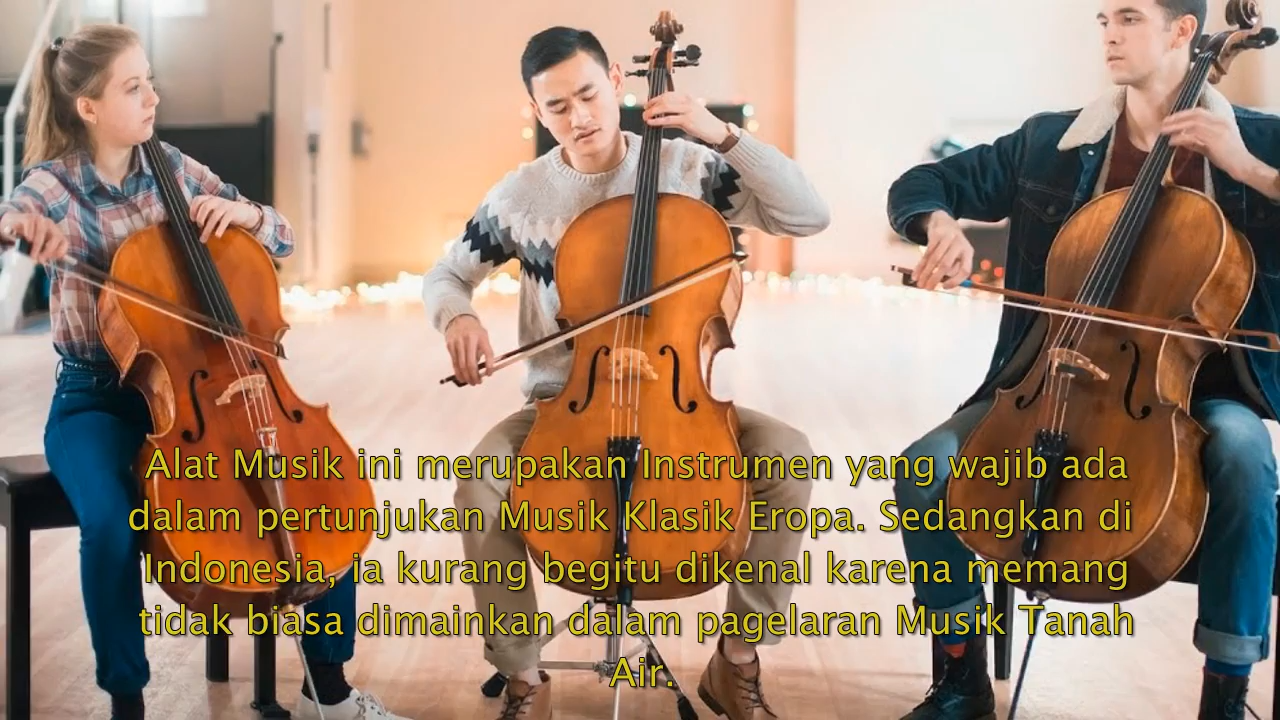 Alat Musik ini merupakan Instrumen yang wajib ada
dalam pertunjukan Musik Klasik Eropa. Sedangkan di
Indonesia, ia kurang begitu dikenal karena memang
tidak biasa dimainkan dalam pagelaran Musik Tanah
Air.